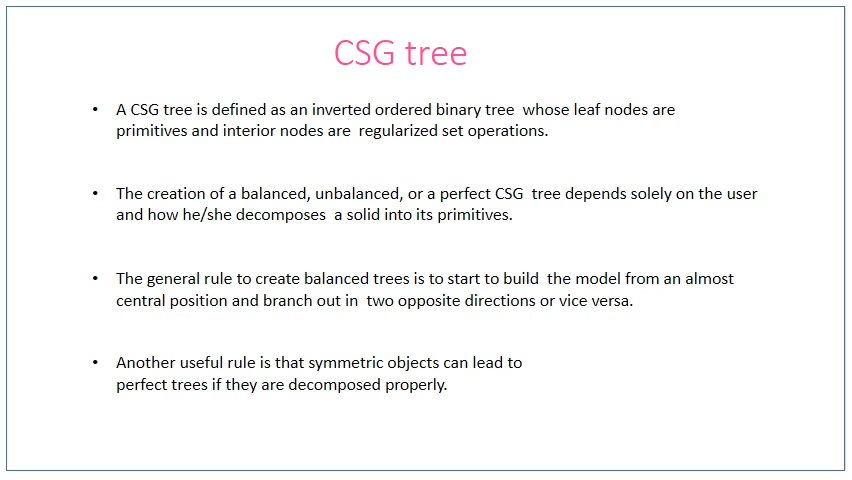 CSG tree
• A CSG tree is defined as an inverted ordered binary tree whose leaf nodes are
primitives and interior nodes are regularized set operations.
• The creation of a balanced, unbalanced, or a perfect CSG tree depends solely on the user
and how he/she decomposes a solid into its primitives.
• The general rule to create balanced trees is to start to build the model from an almost
central position and branch out in two opposite directions or vice versa.
• Another useful rule is that symmetric objects can lead to
perfect trees if they are decomposed properly.